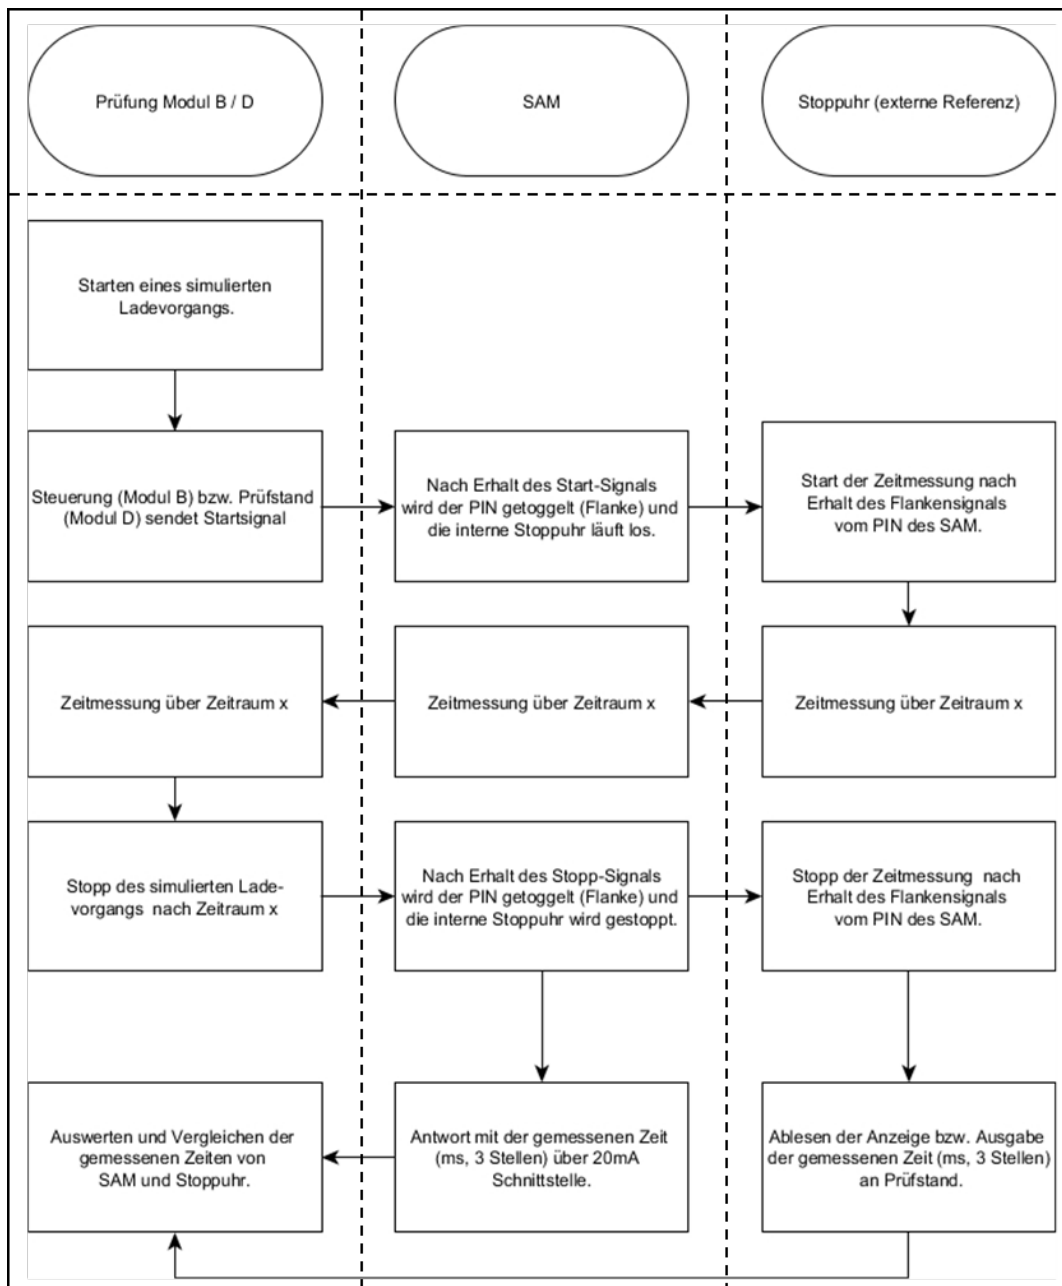 Prüfung Modul B / D
SAM
Stoppuhr (externe Referenz)
Starten eines simulierten
Ladevorgangs.
Steuerung (Modul B) bzw. Prüfstand
(Modul D) sendet Startsignal
Nach Erhalt des Start-Signals
wird der PIN getoggelt (Flanke) und
die interne Stoppuhr läuft los.
Start der Zeitmessung nach
Erhalt des Flankensignals
vom PIN des SAM.
Zeitmessung über Zeitraum x
Zeitmessung über Zeitraum x
Zeitmessung über Zeitraum x
Stopp des simulierten Lade-
vorgangs nach Zeitraum x
Nach Erhalt des Stopp-Signals
wird der PIN getoggelt (Flanke) und
die interne Stoppuhr wird gestoppt.
Stopp der Zeitmessung nach
Erhalt des Flankensignals
vom PIN des SAM.
Auswerten und Vergleichen der
gemessenen Zeiten von
SAM und Stoppuhr.
Antwort mit der gemessenen Zeit
(ms, 3 Stellen) über 20mA
Schnittstelle.
Ablesen der Anzeige bzw. Ausgabe
der gemessenen Zeit (ms, 3 Stellen)
an Prüfstand.